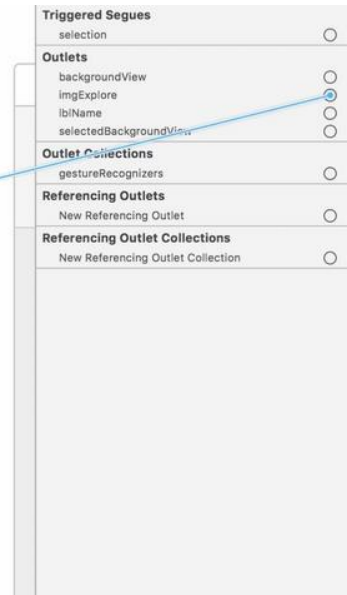 Triggered Segues
selection
Outlets
backgroundView
imgExplore
lblName
selectedBackgroundView
Outlet Collections
gestureRecognizers
Referencing Outlets
New Referencing Outlet
Referencing Outlet Collections
New Referencing Outlet Collection